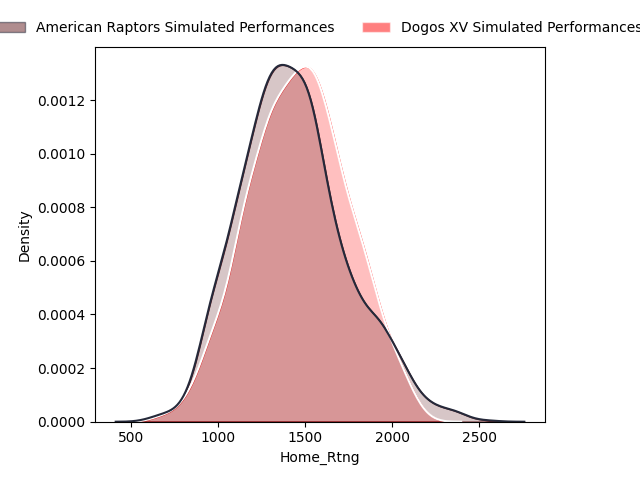 American Raptors Simulated Performances
Dogos XV Simulated Performances
0.0012
0.0010
0.0008
0.0006
0.0004
0.0002
0.0000
Density
500 1000 1500 2000 2500
Home_Rtng